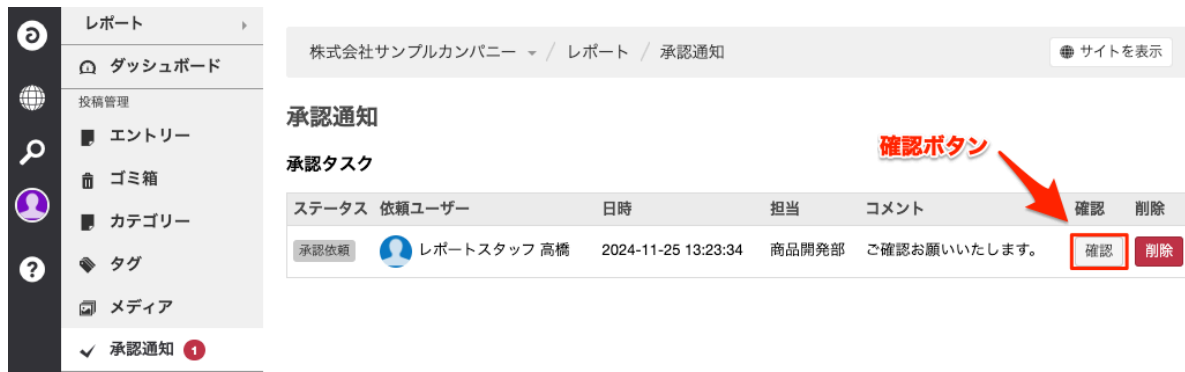 レポート
ダッシュボード
投稿管理
エントリー
ゴミ箱
カテゴリー
タグ
メディア
承認通知 1
株式会社サンプルカンパニー / レポート / 承認通知
サイトを表示
承認通知
確認ボタン
承認タスク
ステータス 依頼ユーザー 日時 担当 コメント 確認 削除
承認依頼 レポートスタッフ 高橋 2024-11-25 13:23:34 商品開発部 ご確認お願いいたします。 確認 削除